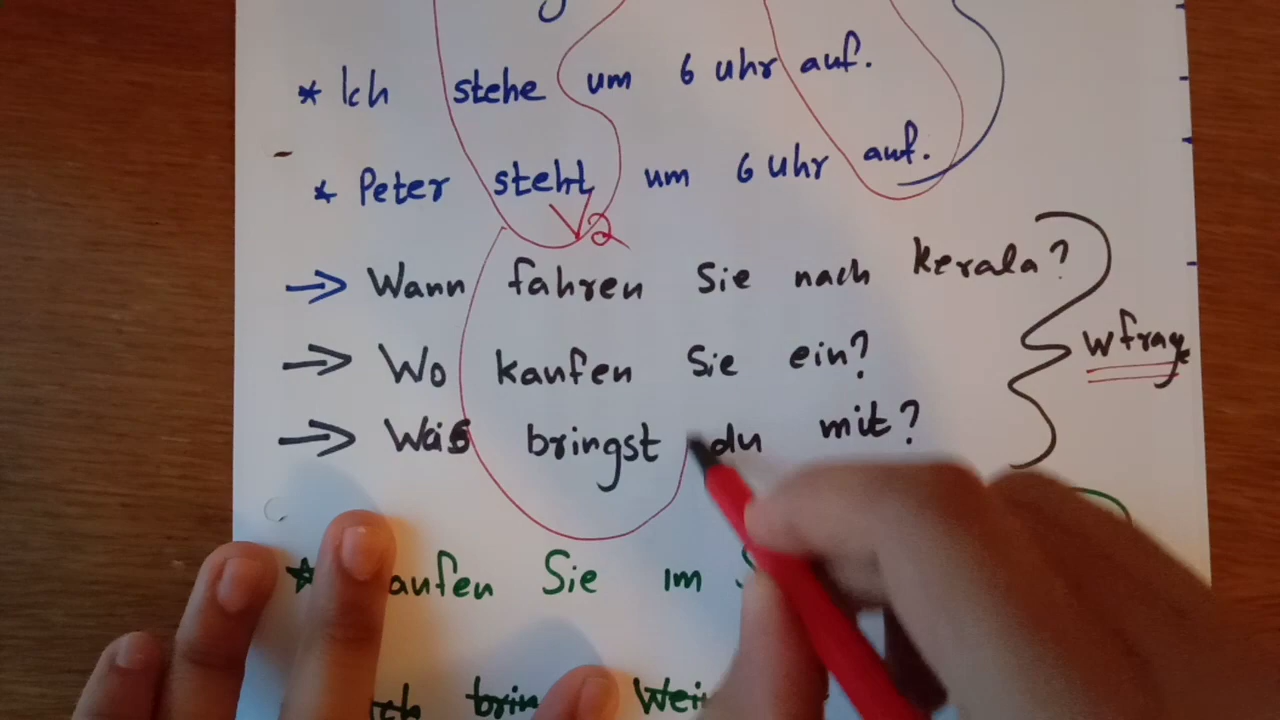 * Ich stehe um 6 uhr auf.
* Peter steht um 6 Uhr auf.
V2
→ Wann fahren Sie nach Kerala?
→ Wo kaufen Sie ein?
→ Was bringst du mit?
W frage
aufen Sie im